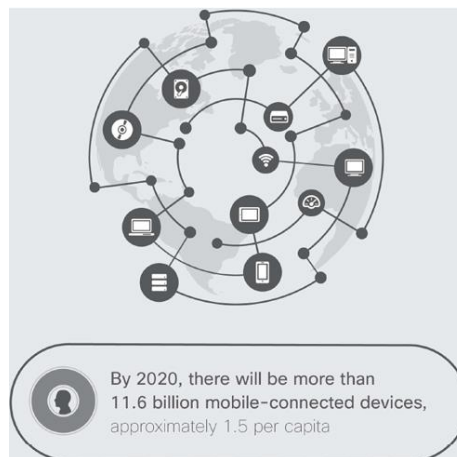 By 2020, there will be more than
11.6 billion mobile-connected devices,
approximately 1.5 per capita